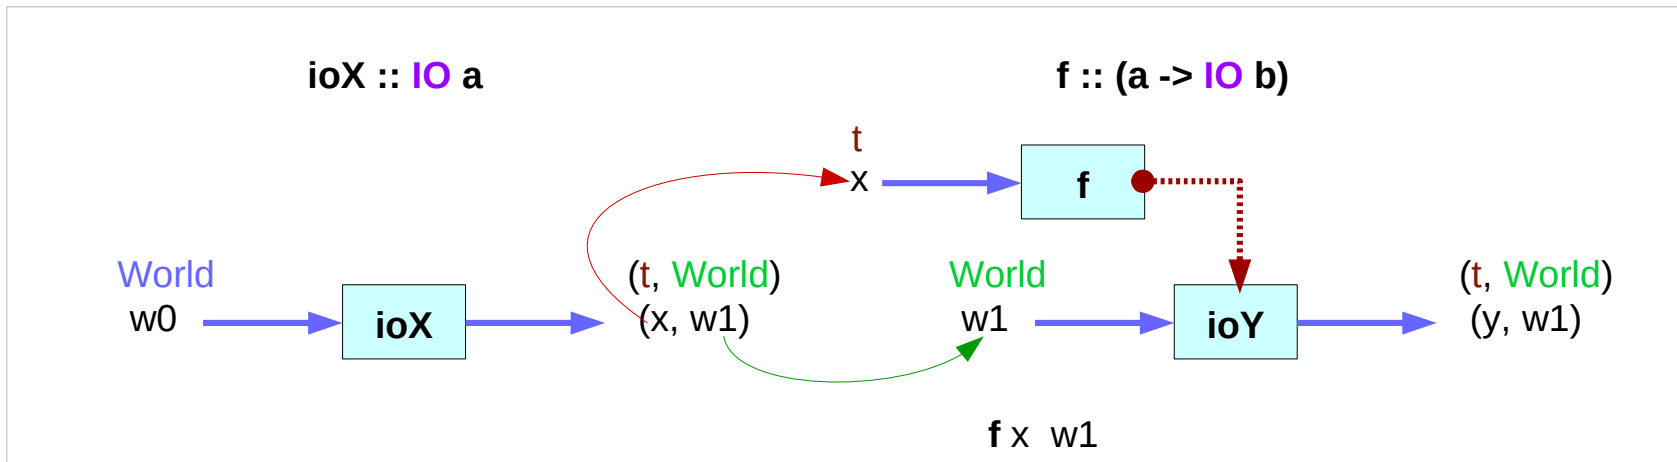 ioX :: IO a
f :: (a -> IO b)
t
x
f
World
(t, World)
World
(t, World)
w0
ioX
(x, w1)
w1
ioY
(y, w1)
f x w1